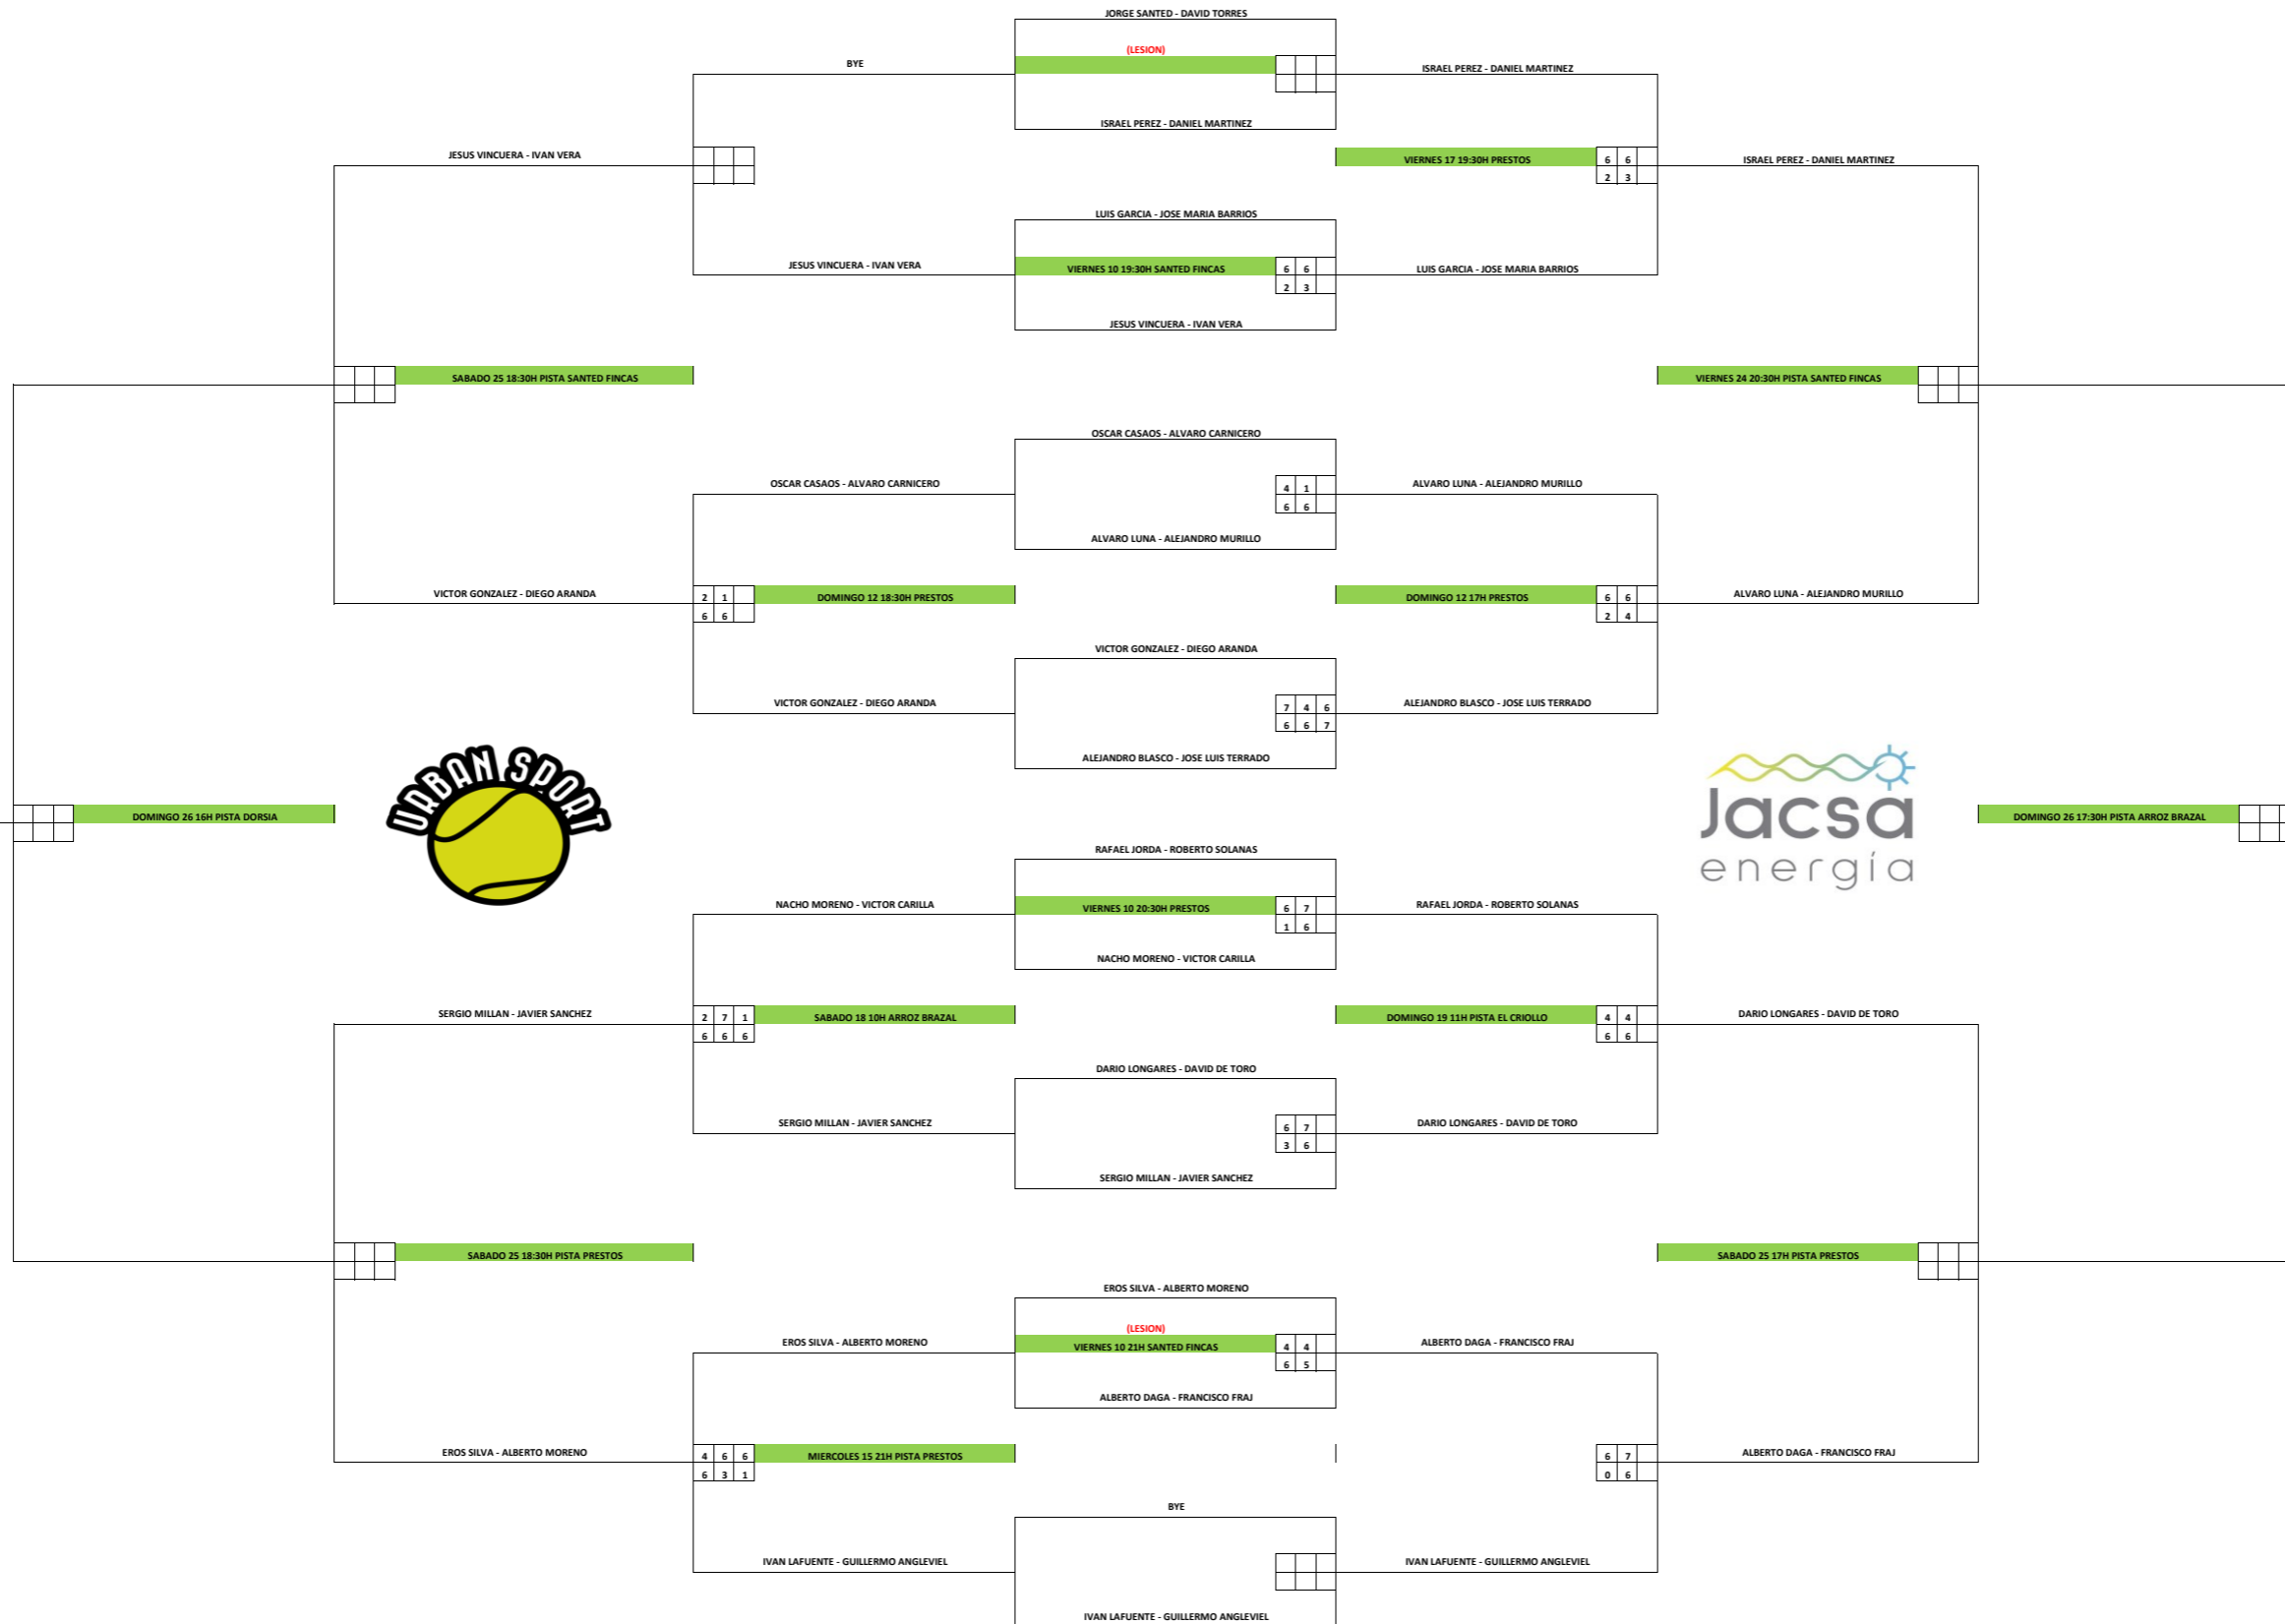 JORGE SANTED - DAVID TORRES
(LESION)
BYE
ISRAEL PEREZ - DANIEL MARTINEZ
ISRAEL PEREZ - DANIEL MARTINEZ
JESUS VINCUERA - IVAN VERA
VIERNES 17 19:30H PRESTOS 6 6
2 3
ISRAEL PEREZ - DANIEL MARTINEZ
LUIS GARCIA - JOSE MARIA BARRIOS
JESUS VINCUERA - IVAN VERA
VIERNES 10 19:30H SANTED FINCAS 6 6
2 3
LUIS GARCIA - JOSE MARIA BARRIOS
JESUS VINCUERA - IVAN VERA
SABADO 25 18:30H PISTA SANTED FINCAS
VIERNES 24 20:30H PISTA SANTED FINCAS
OSCAR CASAOS - ALVARO CARNICERO
OSCAR CASAOS - ALVARO CARNICERO
4 1
6 6
ALVARO LUNA - ALEJANDRO MURILLO
ALVARO LUNA - ALEJANDRO MURILLO
VICTOR GONZALEZ - DIEGO ARANDA
2 1
6 6
DOMINGO 12 18:30H PRESTOS
DOMINGO 12 17H PRESTOS 6 6
2 4
ALVARO LUNA - ALEJANDRO MURILLO
VICTOR GONZALEZ - DIEGO ARANDA
VICTOR GONZALEZ - DIEGO ARANDA
7 4 6
6 6 7
ALEJANDRO BLASCO - JOSE LUIS TERRADO
ALEJANDRO BLASCO - JOSE LUIS TERRADO
URBAN SPORT
Jacsa
energía
DOMINGO 26 16H PISTA DORSIA
DOMINGO 26 17:30H PISTA ARROZ BRAZAL
RAFAEL JORDA - ROBERTO SOLANAS
NACHO MORENO - VICTOR CARILLA
VIERNES 10 20:30H PRESTOS 6 7
1 6
RAFAEL JORDA - ROBERTO SOLANAS
NACHO MORENO - VICTOR CARILLA
SERGIO MILLAN - JAVIER SANCHEZ
2 7 1
6 6 6
SABADO 18 10H ARROZ BRAZAL
DOMINGO 19 11H PISTA EL CRIOLLO 4 4
6 6
DARIO LONGARES - DAVID DE TORO
DARIO LONGARES - DAVID DE TORO
SERGIO MILLAN - JAVIER SANCHEZ
6 7
3 6
DARIO LONGARES - DAVID DE TORO
SERGIO MILLAN - JAVIER SANCHEZ
SABADO 25 18:30H PISTA PRESTOS
SABADO 25 17H PISTA PRESTOS
EROS SILVA - ALBERTO MORENO
(LESION)
EROS SILVA - ALBERTO MORENO
VIERNES 10 21H SANTED FINCAS 4 4
6 5
ALBERTO DAGA - FRANCISCO FRAJ
ALBERTO DAGA - FRANCISCO FRAJ
EROS SILVA - ALBERTO MORENO
4 6 6
6 3 1
MIERCOLES 15 21H PISTA PRESTOS
6 7
0 6
ALBERTO DAGA - FRANCISCO FRAJ
BYE
IVAN LAFUENTE - GUILLERMO ANGLEVIEL
IVAN LAFUENTE - GUILLERMO ANGLEVIEL
IVAN LAFUENTE - GUILLERMO ANGLEVIEL